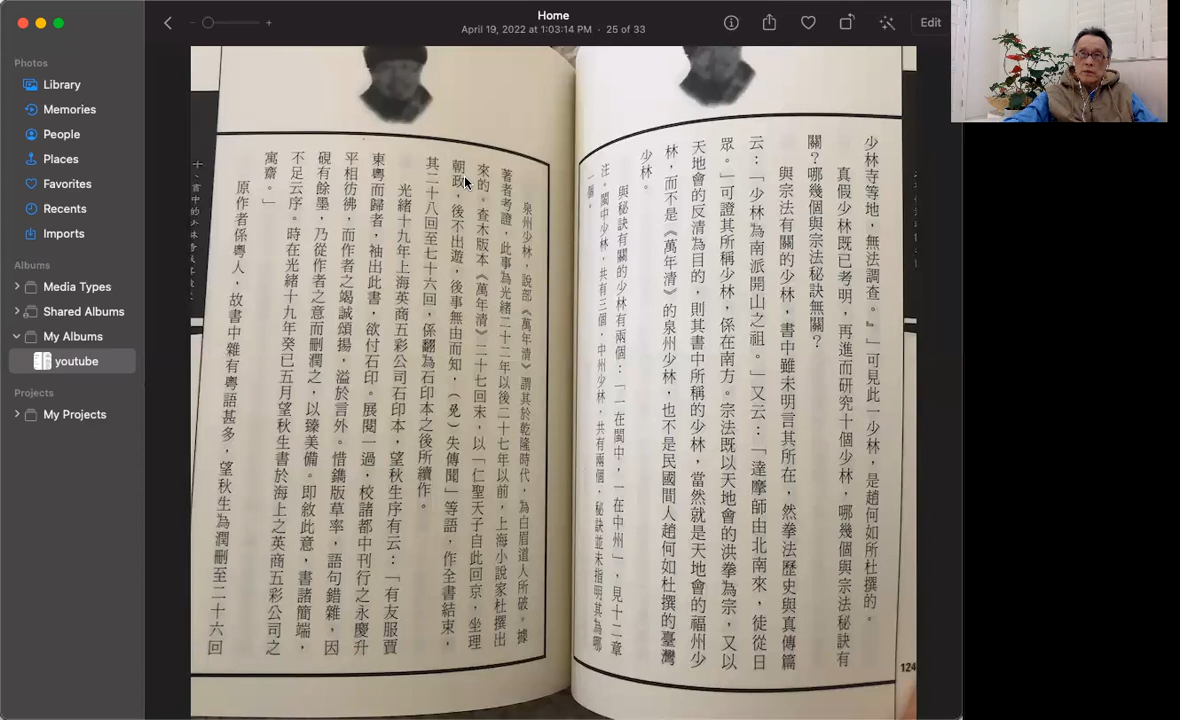 Home
April 19, 2022 at 1:03:14 PM · 25 of 33
Edit
Photos
Library
Memories
People
Places
Favorites
Recents
Imports
Albums
Media Types
Shared Albums
My Albums
youtube
Projects
My Projects
少林寺等地，無法調查。』」可見此一少林，是趙何如所杜撰的。
真假少林既已考明，再進而研究十個少林，哪幾個與宗法秘訣有
關？哪幾個與宗法秘訣無關？
與宗法有關的少林，書中雖未明言其所在，然拳法歷史與真傳篇
云：「少林為南派開山之祖。」又云：「達摩師由北南來，徒從日
眾。」可證其所稱少林，係在南方。宗法既以天地會的洪拳為宗，又以
天地會的反清為目的，則其書中所稱的少林，當然就是天地會的福州少
林，而不是《萬年清》的泉州少林，也不是民國間人趙何如杜撰的臺灣
少林。
與秘訣有關的少林有兩個：「一在閩中，一在中州」，見十二章
注。閩中少林，共有三個，中州少林，共有兩個，秘訣並未指明其為哪
一個。
124
泉州少林，說部《萬年清》謂其於乾隆時代，為白眉道人所破。據
著者考證，此事為光緒二十二年以後二十七年以前，上海小說家杜撰出
來的。查木版本《萬年清》二十七回末，以「仁聖天子自此回京，坐理
朝政，後不出遊，後事無由而知，（免）失傳聞」等語，作全書結束，
其二十八回至七十六回，係翻為石印本之後所續作。
光緒十九年上海英商五彩公司石印本，望秋生序有云：「有友服賈
東粵而歸者，袖出此書，欲付石印。展閱一過，校諸都中刊行之永慶升
平相彷彿，而作者之竭誠頌揚，溢於言外。惜鐫版草率，語句錯雜，因
硯有餘墨，乃從作者之意而刪潤之，以臻美備。即敘此意，書諸簡端，
不足云序。時在光緒十九年癸巳五月望秋生書於海上之英商五彩公司之
寓齋。」
原作者係粵人，故書中雜有粵語甚多，望秋生為潤刪至二十六回